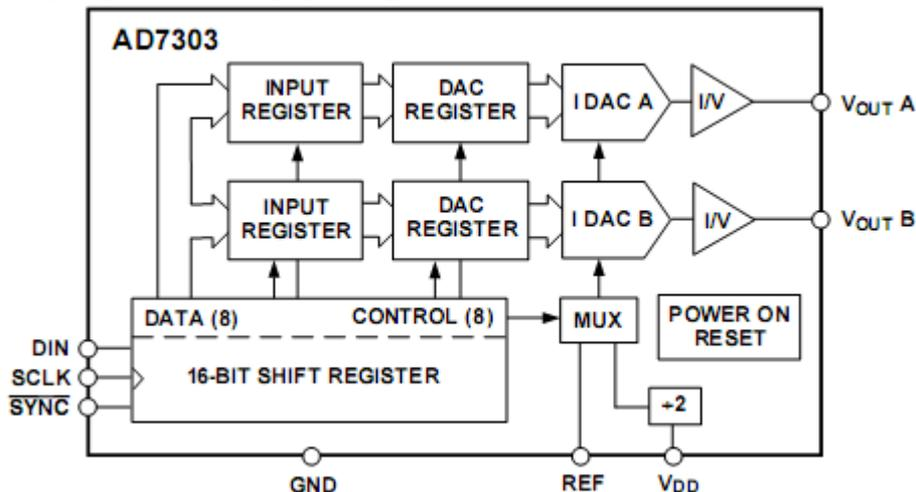 AD7303
INPUT
REGISTER
DAC
REGISTER
I DAC A
I/V
VOUT A
INPUT
REGISTER
DAC
REGISTER
I DAC B
I/V
VOUT B
DATA (8)
CONTROL (8)
MUX
POWER ON
RESET
DIN
SCLK
SYNC
16-BIT SHIFT REGISTER
÷2
GND
REF
VDD